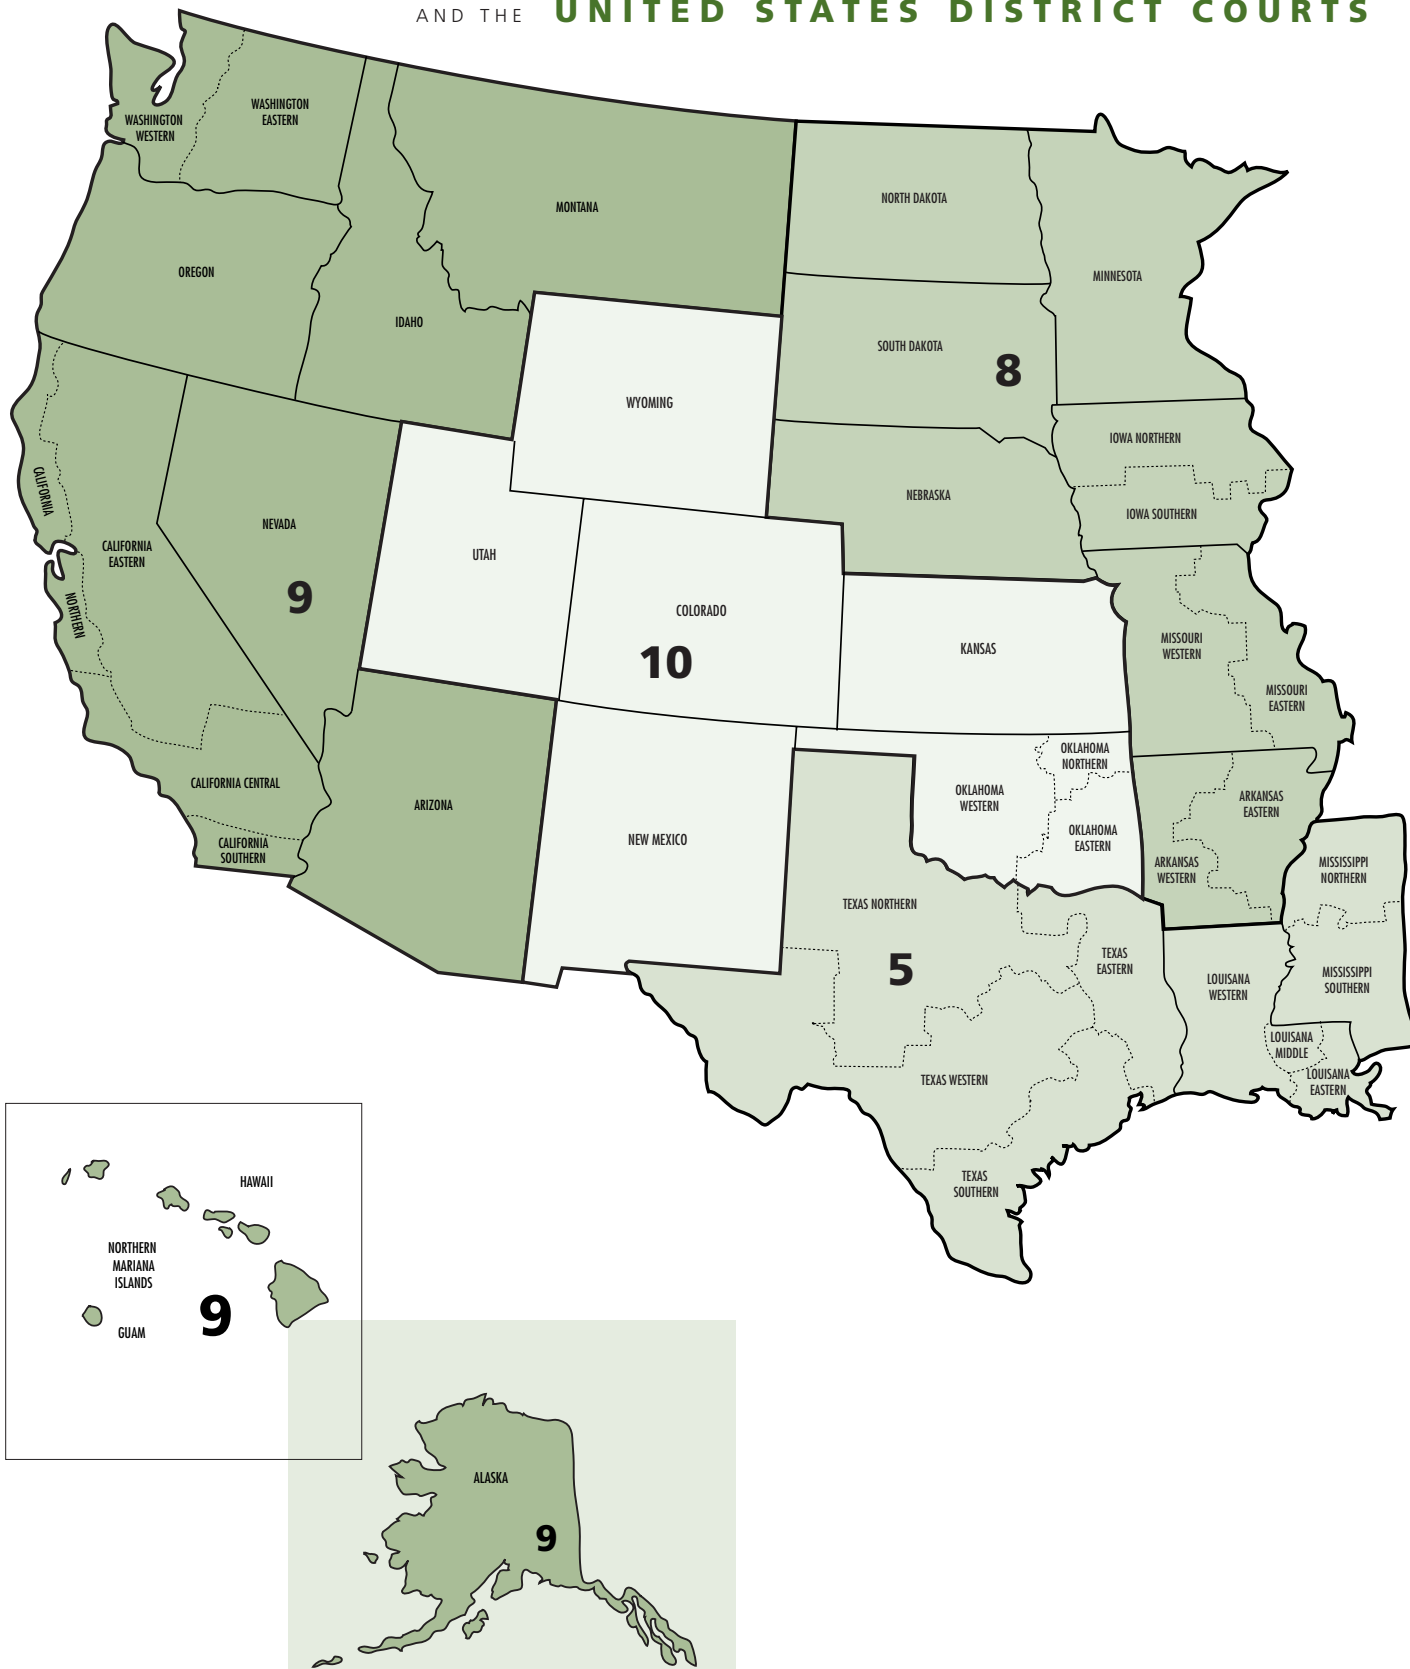 AND THE UNITED STATES DISTRICT COURTS
WASHINGTON
WESTERN
WASHINGTON
EASTERN
MONTANA
NORTH DAKOTA
MINNESOTA
OREGON
IDAHO
SOUTH DAKOTA
8
WYOMING
IOWA NORTHERN
NEBRASKA
IOWA SOUTHERN
CALIFORNIA
NORTHERN
CALIFORNIA
EASTERN
NEVADA
9
UTAH
COLORADO
10
KANSAS
MISSOURI
WESTERN
MISSOURI
EASTERN
CALIFORNIA CENTRAL
CALIFORNIA
SOUTHERN
ARIZONA
NEW MEXICO
OKLAHOMA
WESTERN
OKLAHOMA
NORTHERN
OKLAHOMA
EASTERN
ARKANSAS
EASTERN
ARKANSAS
WESTERN
MISSISSIPPI
NORTHERN
TEXAS NORTHERN
5
TEXAS
EASTERN
LOUISANA
WESTERN
MISSISSIPPI
SOUTHERN
LOUISANA
MIDDLE
LOUISANA
EASTERN
TEXAS WESTERN
TEXAS
SOUTHERN
HAWAII
NORTHERN
MARIANA
ISLANDS
9
GUAM
ALASKA
9